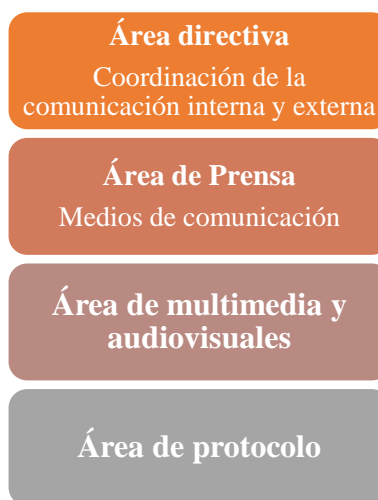 Área directiva
Coordinación de la
comunicación interna y externa
Área de Prensa
Medios de comunicación
Área de multimedia y
audiovisuales
Área de protocolo